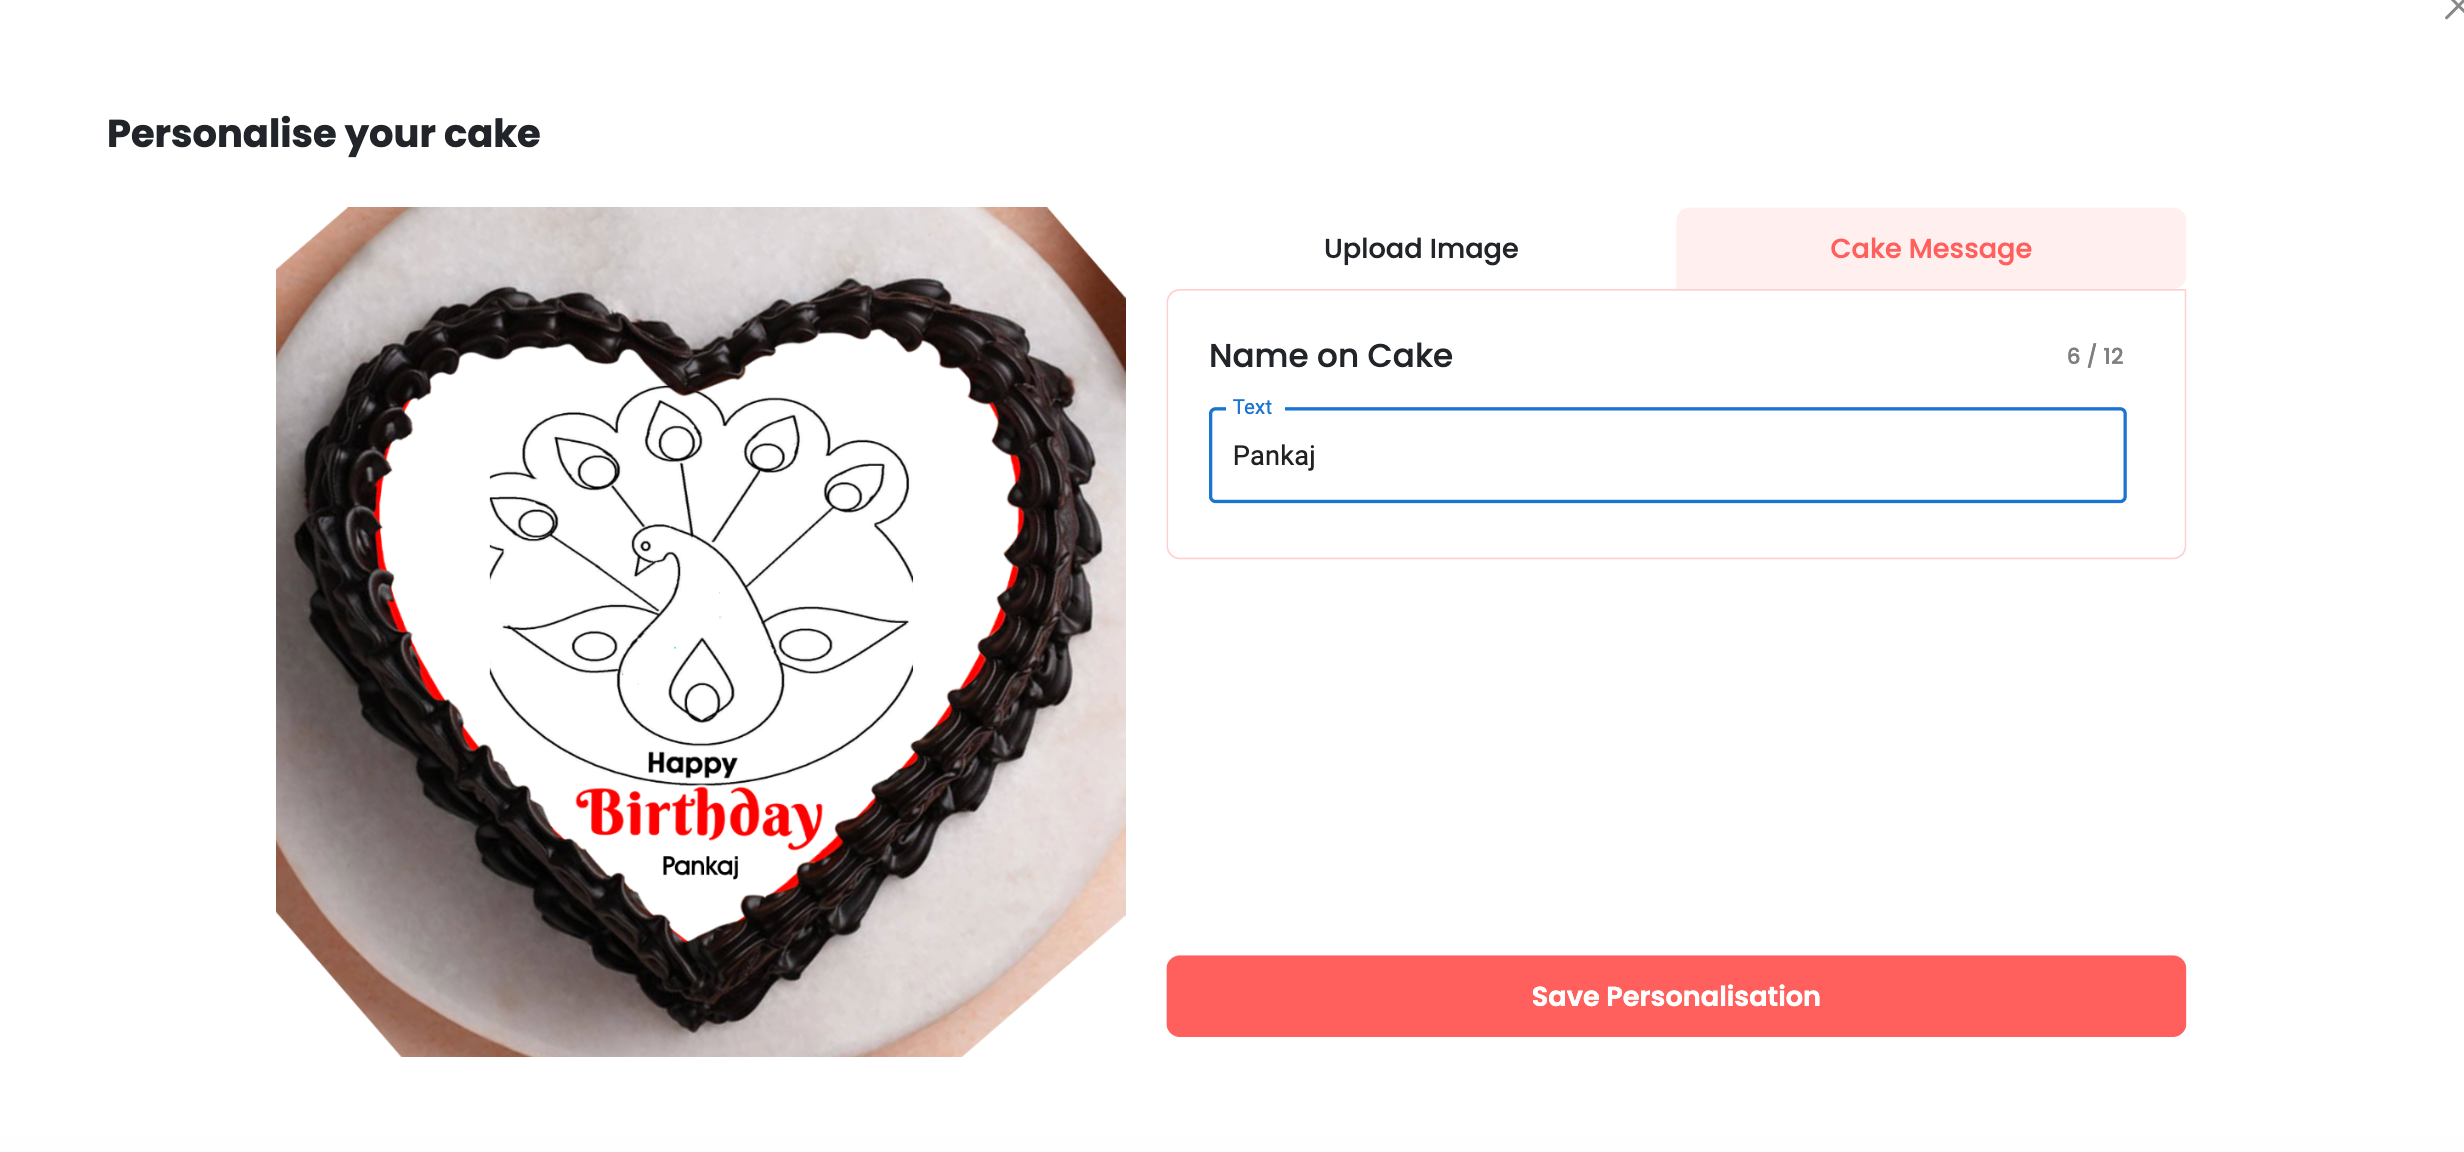 Personalise your cake
Upload Image
Cake Message
Name on Cake
6 / 12
Text
Pankaj
Happy
Birthday
Pankaj
Save Personalisation